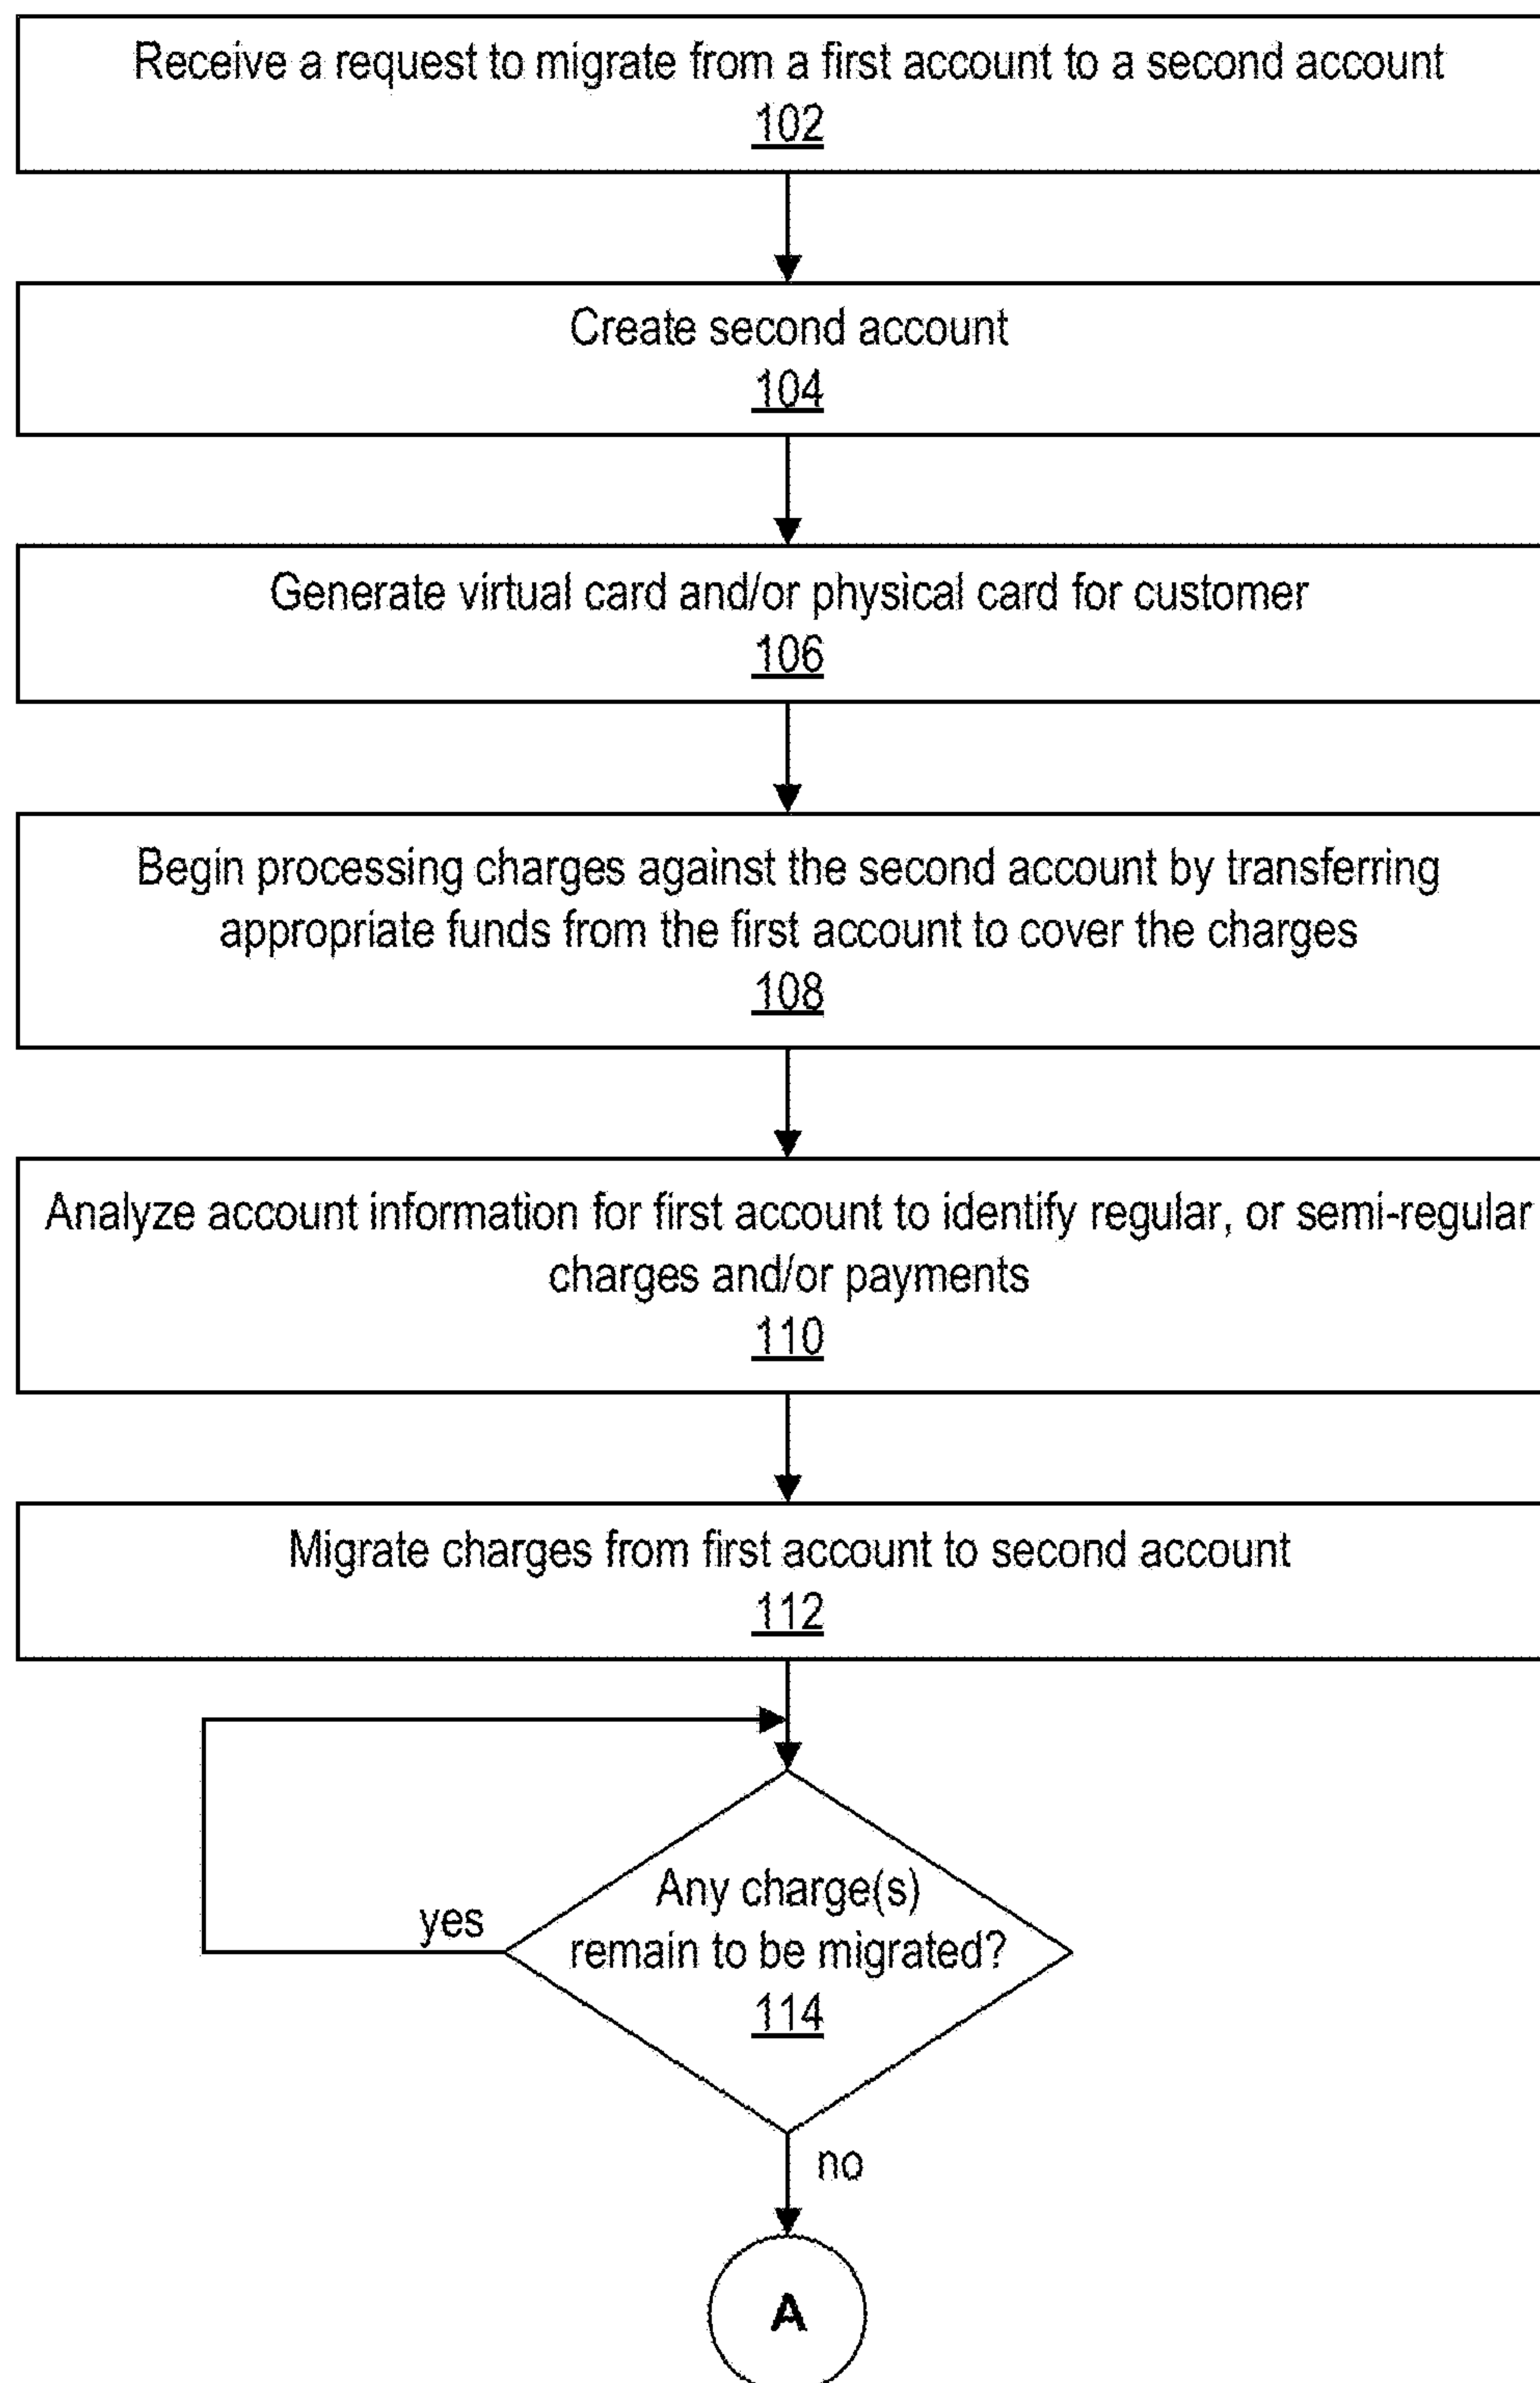 Receive a request to migrate from a first account to a second account
102
Create second account
104
Generate virtual card and/or physical card for customer
106
Begin processing charges against the second account by transferring
appropriate funds from the first account to cover the charges
108
Analyze account information for first account to identify regular, or semi-regular
charges and/or payments
110
Migrate charges from first account to second account
112
Any charge(s)
yes
remain to be migrated?
114
no
A